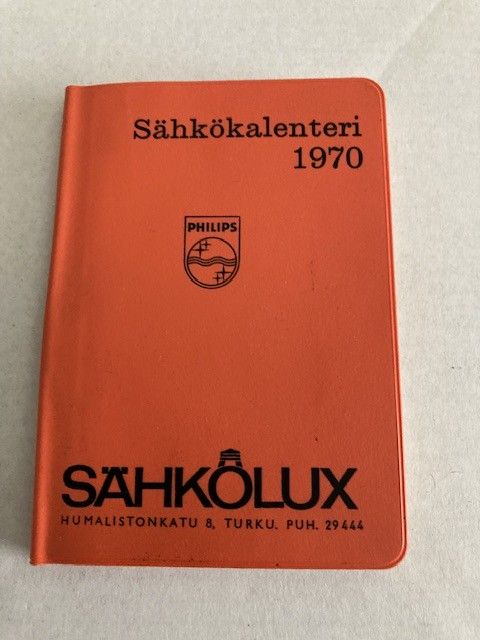 Sähkökalenteri
1970
PHILIPS
SÄHKÖLUX
HUMALISTONKATU 8, TURKU. PUH. 29444